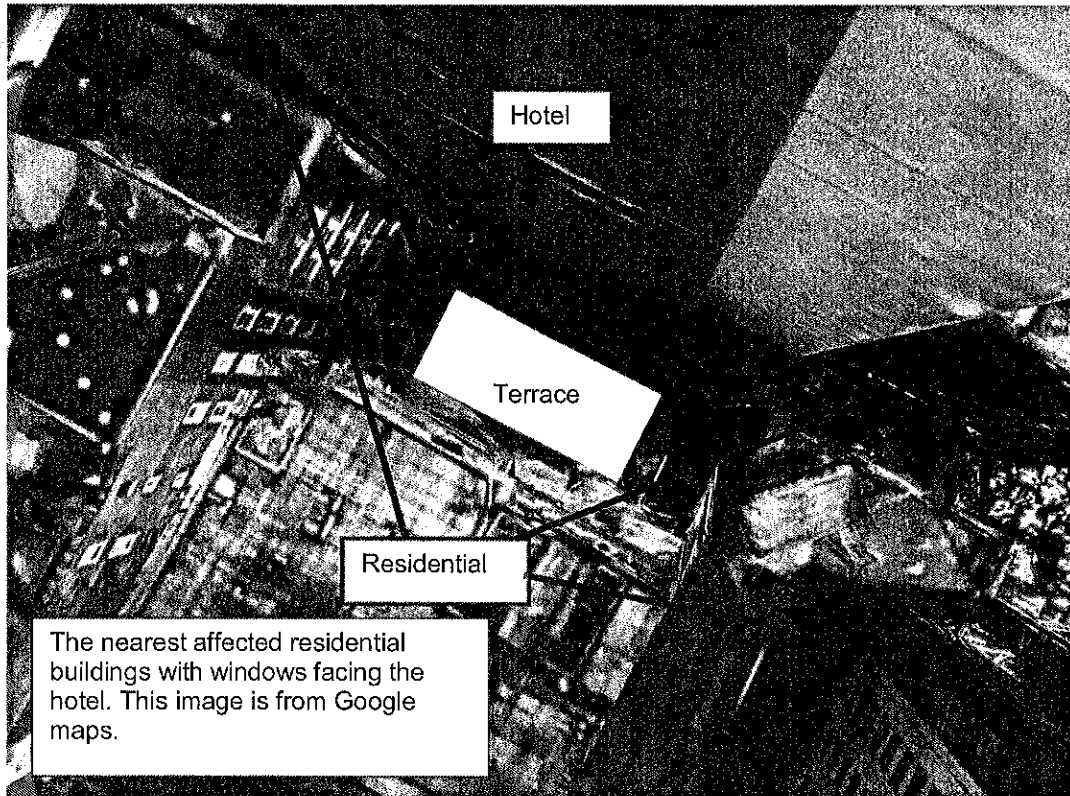 Hotel
Terrace
Residential
The nearest affected residential
buildings with windows facing the
hotel. This image is from Google
maps.